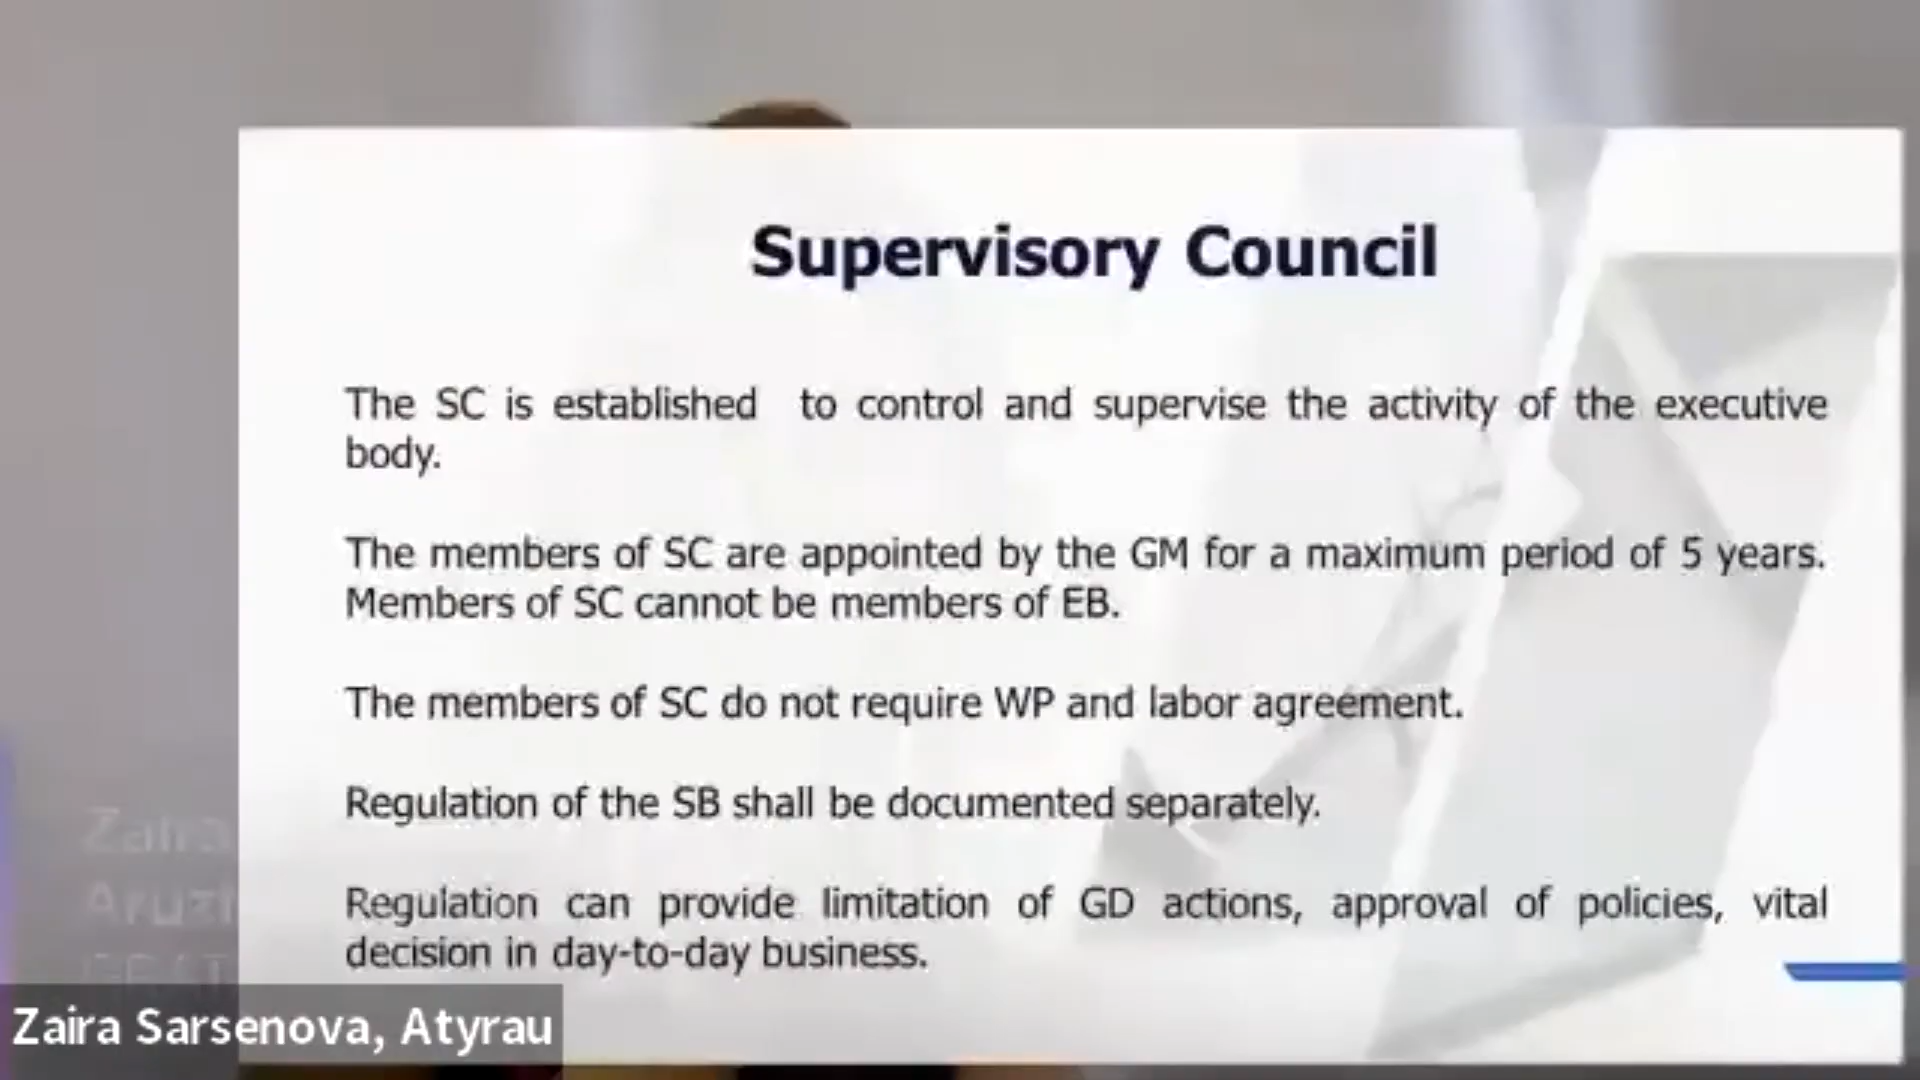 Supervisory Council
The SC is established to control and supervise the activity of the executive
body.
The members of SC are appointed by the GM for a maximum period of 5 years.
Members of SC cannot be members of EB.
The members of SC do not require WP and labor agreement.
Regulation of the SB shall be documented separately.
Regulation can provide limitation of GD actions, approval of policies, vital
decision in day-to-day business.
Zaira
Zaira Sarsenova, Atyrau